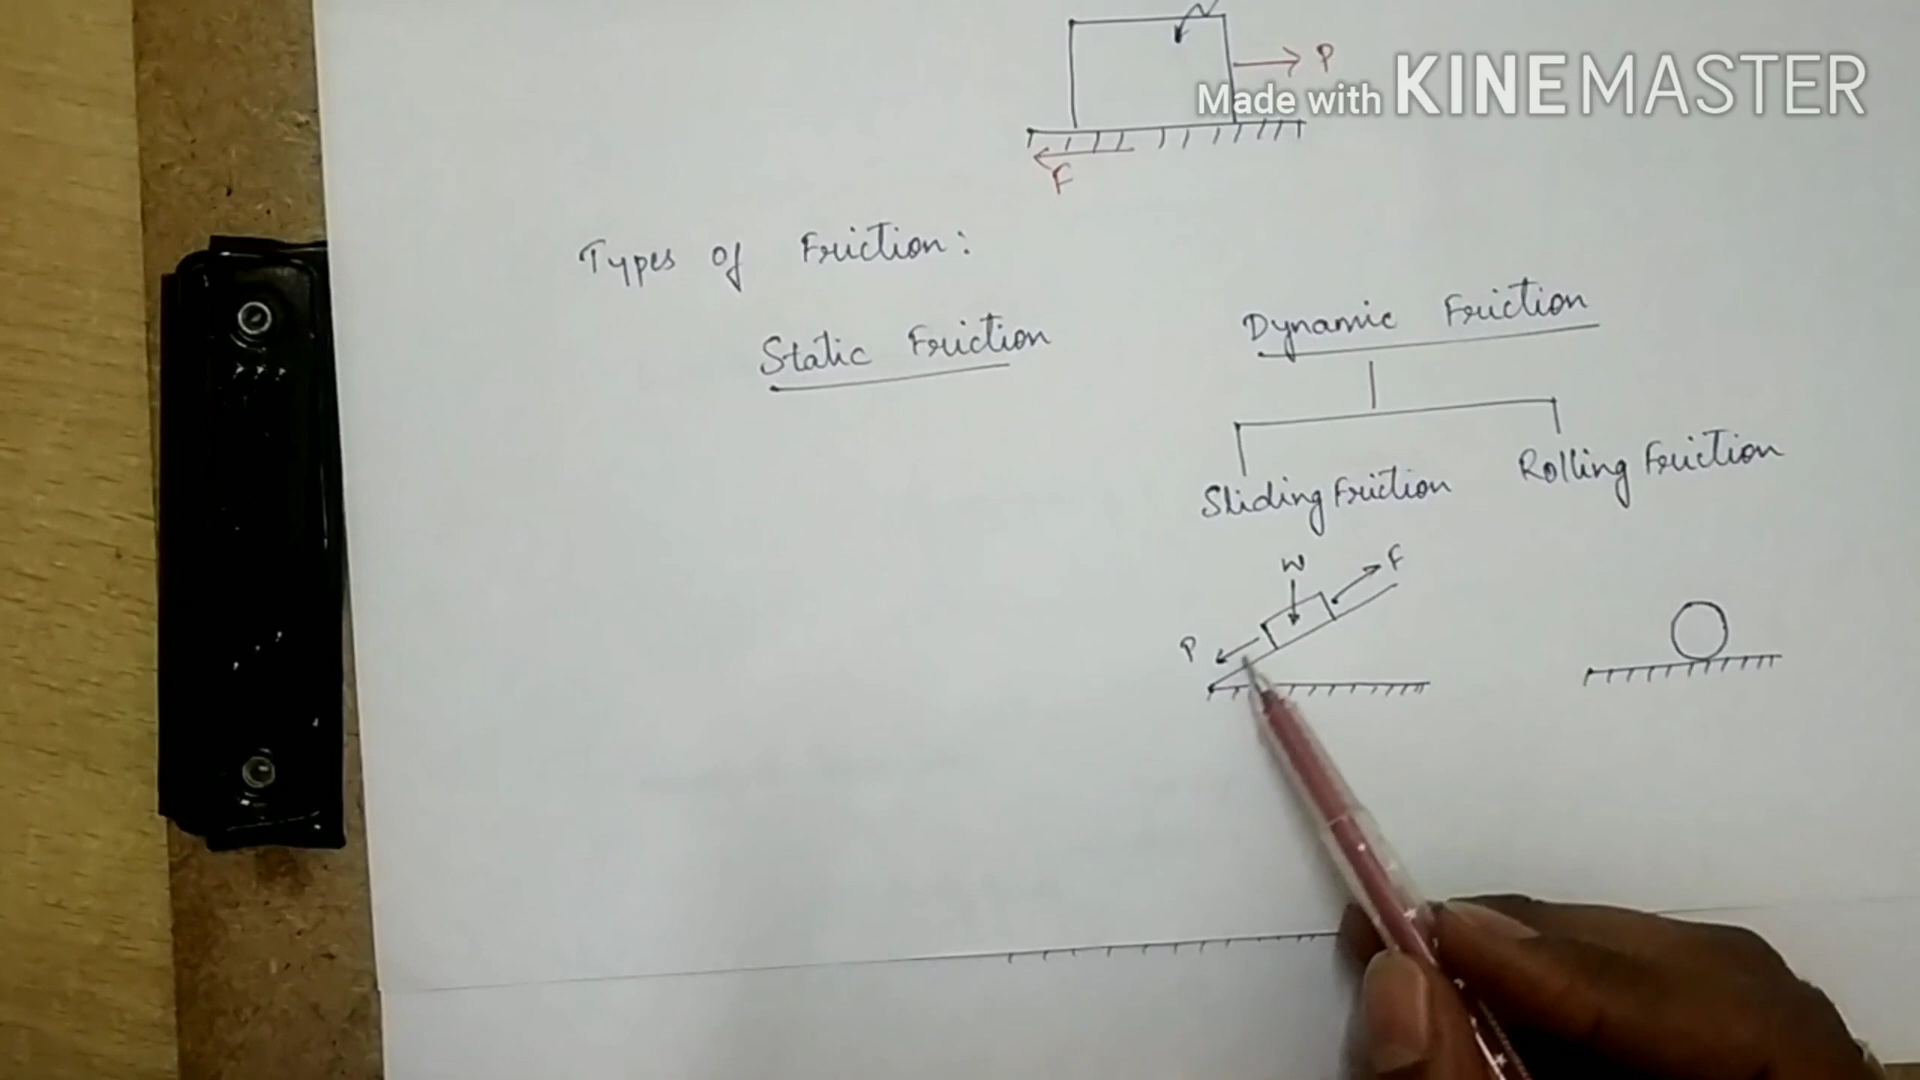 P
Made with KINEMASTER
F
Types of Friction:
Static Friction
Dynamic Friction
Sliding Friction
Rolling Friction
W
F
P